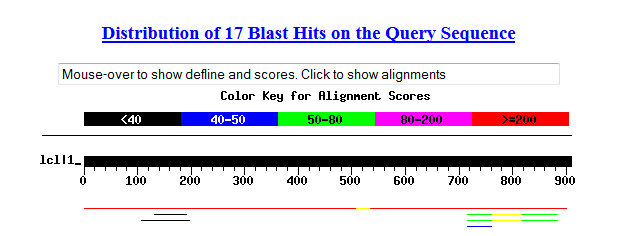 Distribution of 17 Blast Hits on the Query Sequence
Mouse-over to show defline and scores. Click to show alignments
Color Key for Alignment Scores
<40 40-50 50-80 80-200 >=200
lcl|1_
0 100 200 300 400 500 600 700 800 900